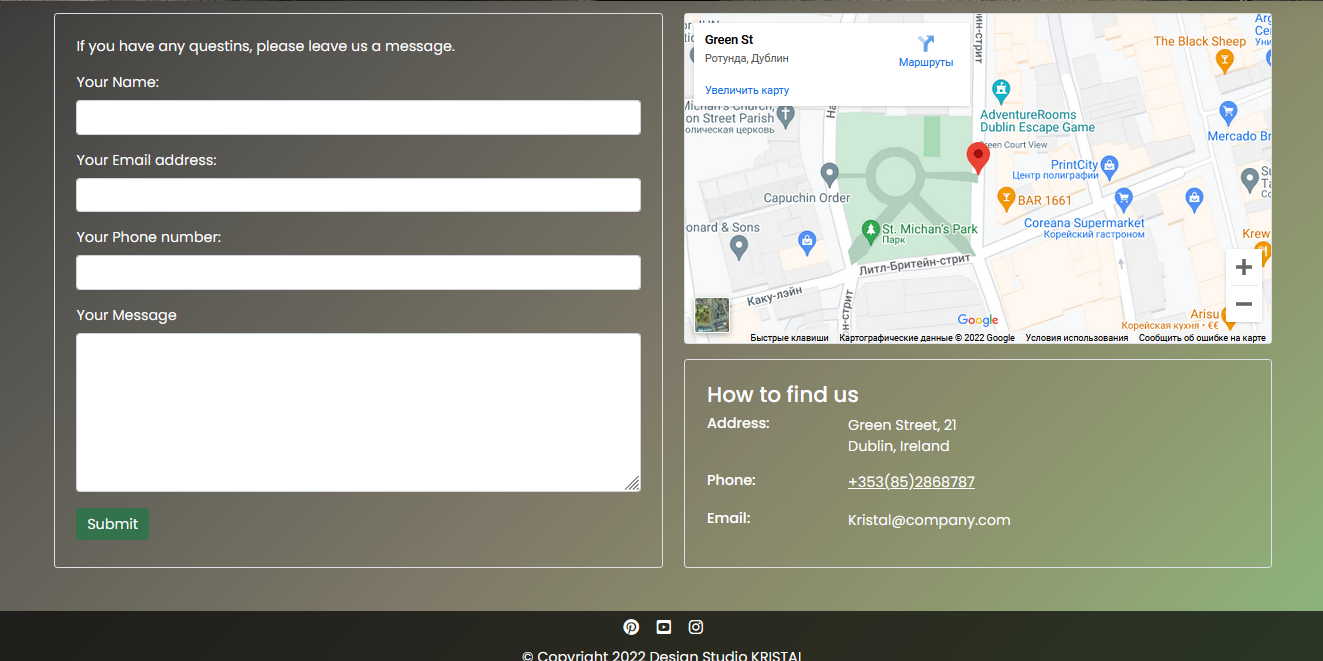 If you have any questins, please leave us a message.
Your Name:
Your Email address:
Your Phone number:
Your Message
Submit
Green St
Ротунда, Дублин
Маршруты
Увеличить карту
Michan's Church,
on Street Parish
олическая церковь
ин-стрит
The Black Sheep
AdventureRooms
Dublin Escape Game
Green Court View
Mercado Br
PrintCity
Центр полиграфии
Capuchin Order
BAR 1661
Coreana Supermarket
Корейский гастроном
onard & Sons
St. Michan's Park
Парк
Krew
Литл-Бритейн-стрит
Каку-лэйн
н-стрит
Google
Arisu
Корейская кухня • €€
Быстрые клавиши
Картографические данные © 2022 Google
Условия использования
Сообщить об ошибке на карте
How to find us
Address:
Green Street, 21
Dublin, Ireland
Phone:
+353(85)2868787
Email:
Kristal@company.com
© Copyright 2022 Design Studio KRISTAL